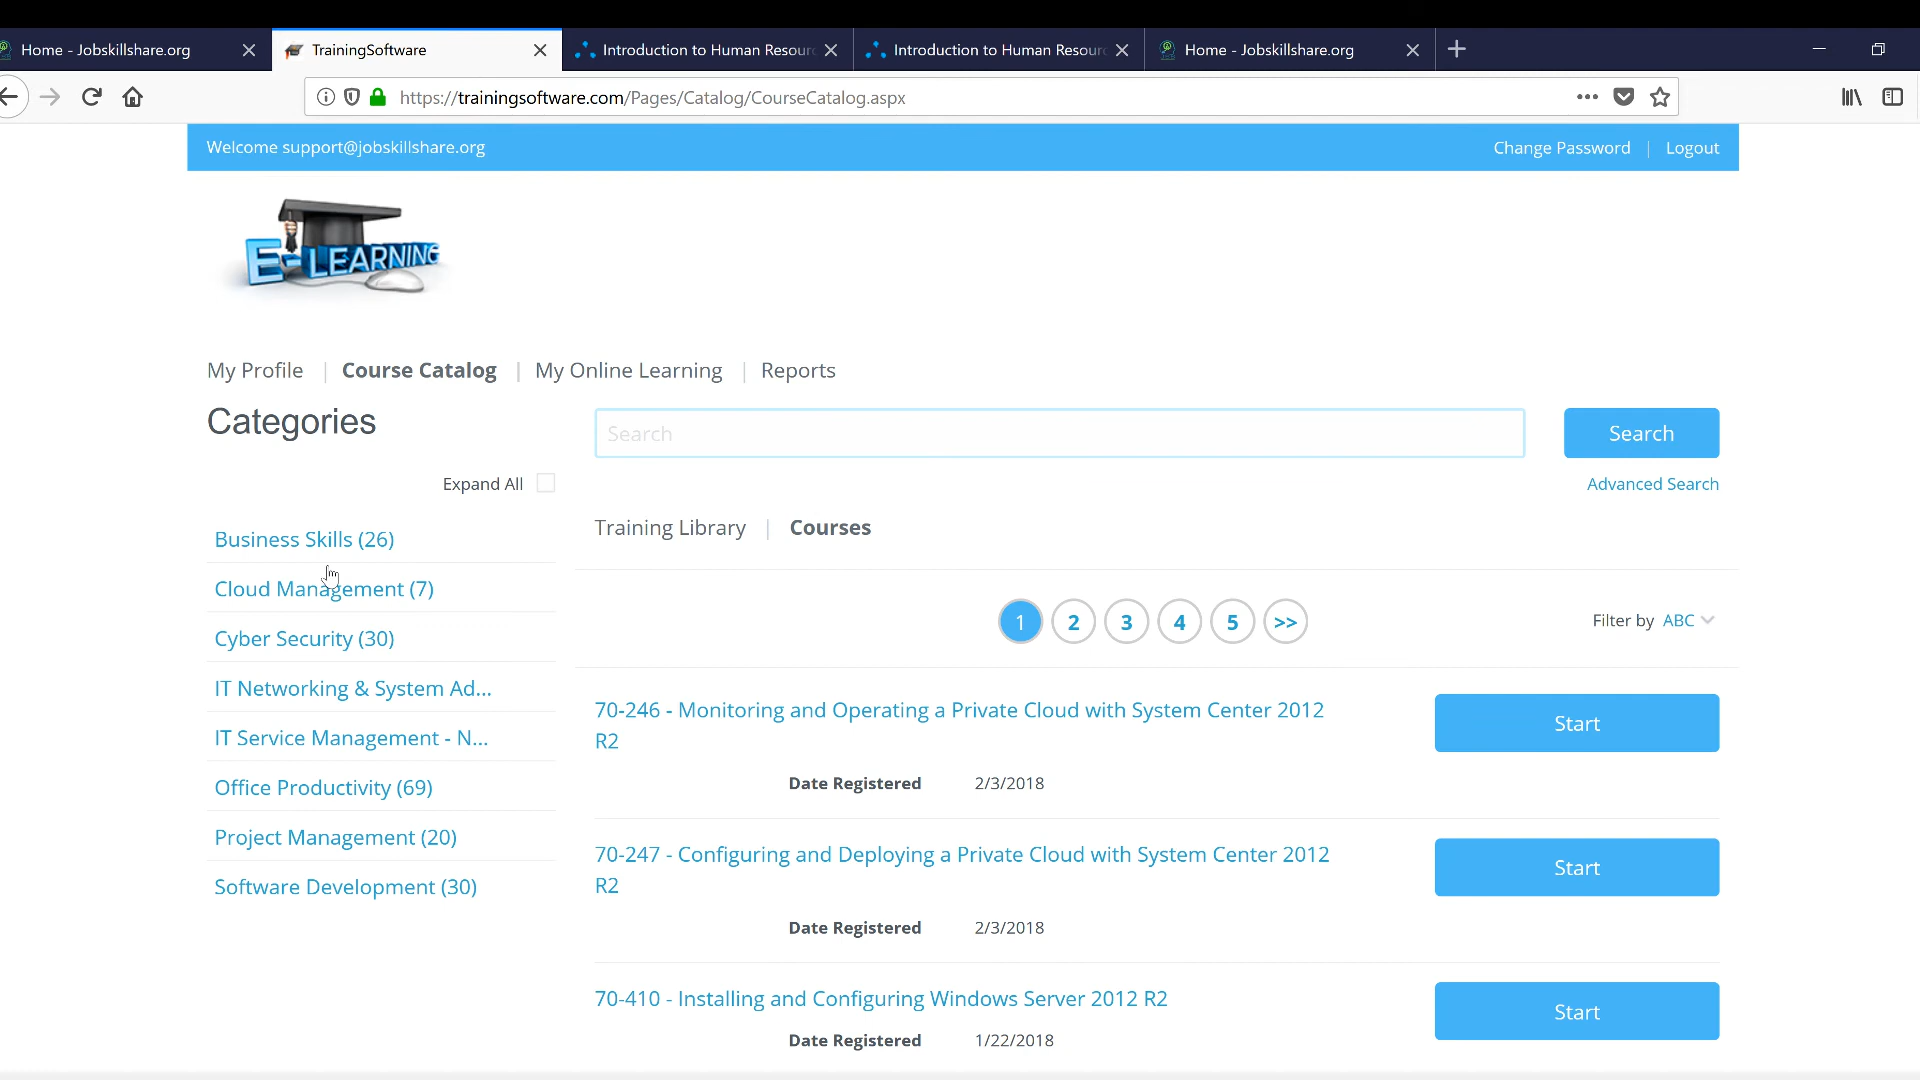 Home - Jobskillshare.org
TrainingSoftware
Introduction to Human Resour
Introduction to Human Resour
Home - Jobskillshare.org
https://trainingsoftware.com/Pages/Catalog/CourseCatalog.aspx
Welcome support@jobskillshare.org
Change Password | Logout
E-LEARNING
My Profile | Course Catalog | My Online Learning | Reports
Categories
Search
Search
Expand All
Advanced Search
Training Library | Courses
Business Skills (26)
Cloud Management (7)
Cyber Security (30)
IT Networking & System Ad...
IT Service Management - N...
Office Productivity (69)
Project Management (20)
Software Development (30)
1 2 3 4 5 >>
Filter by ABC
70-246 - Monitoring and Operating a Private Cloud with System Center 2012
R2
Start
Date Registered 2/3/2018
70-247 - Configuring and Deploying a Private Cloud with System Center 2012
R2
Start
Date Registered 2/3/2018
70-410 - Installing and Configuring Windows Server 2012 R2
Start
Date Registered 1/22/2018